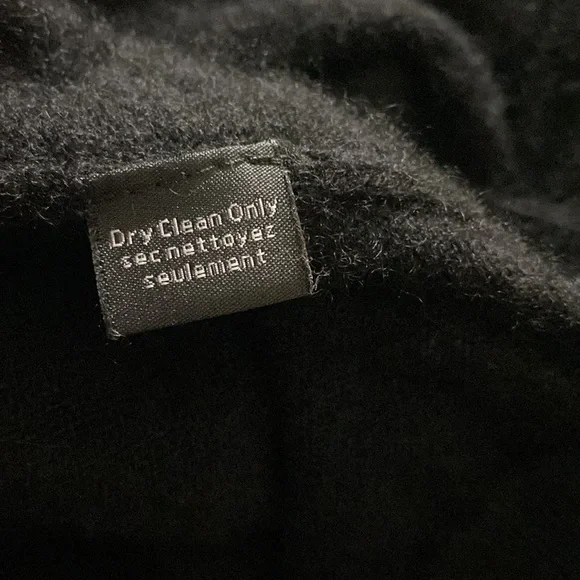 Dry Clean Only
sec nettoyez
seulement